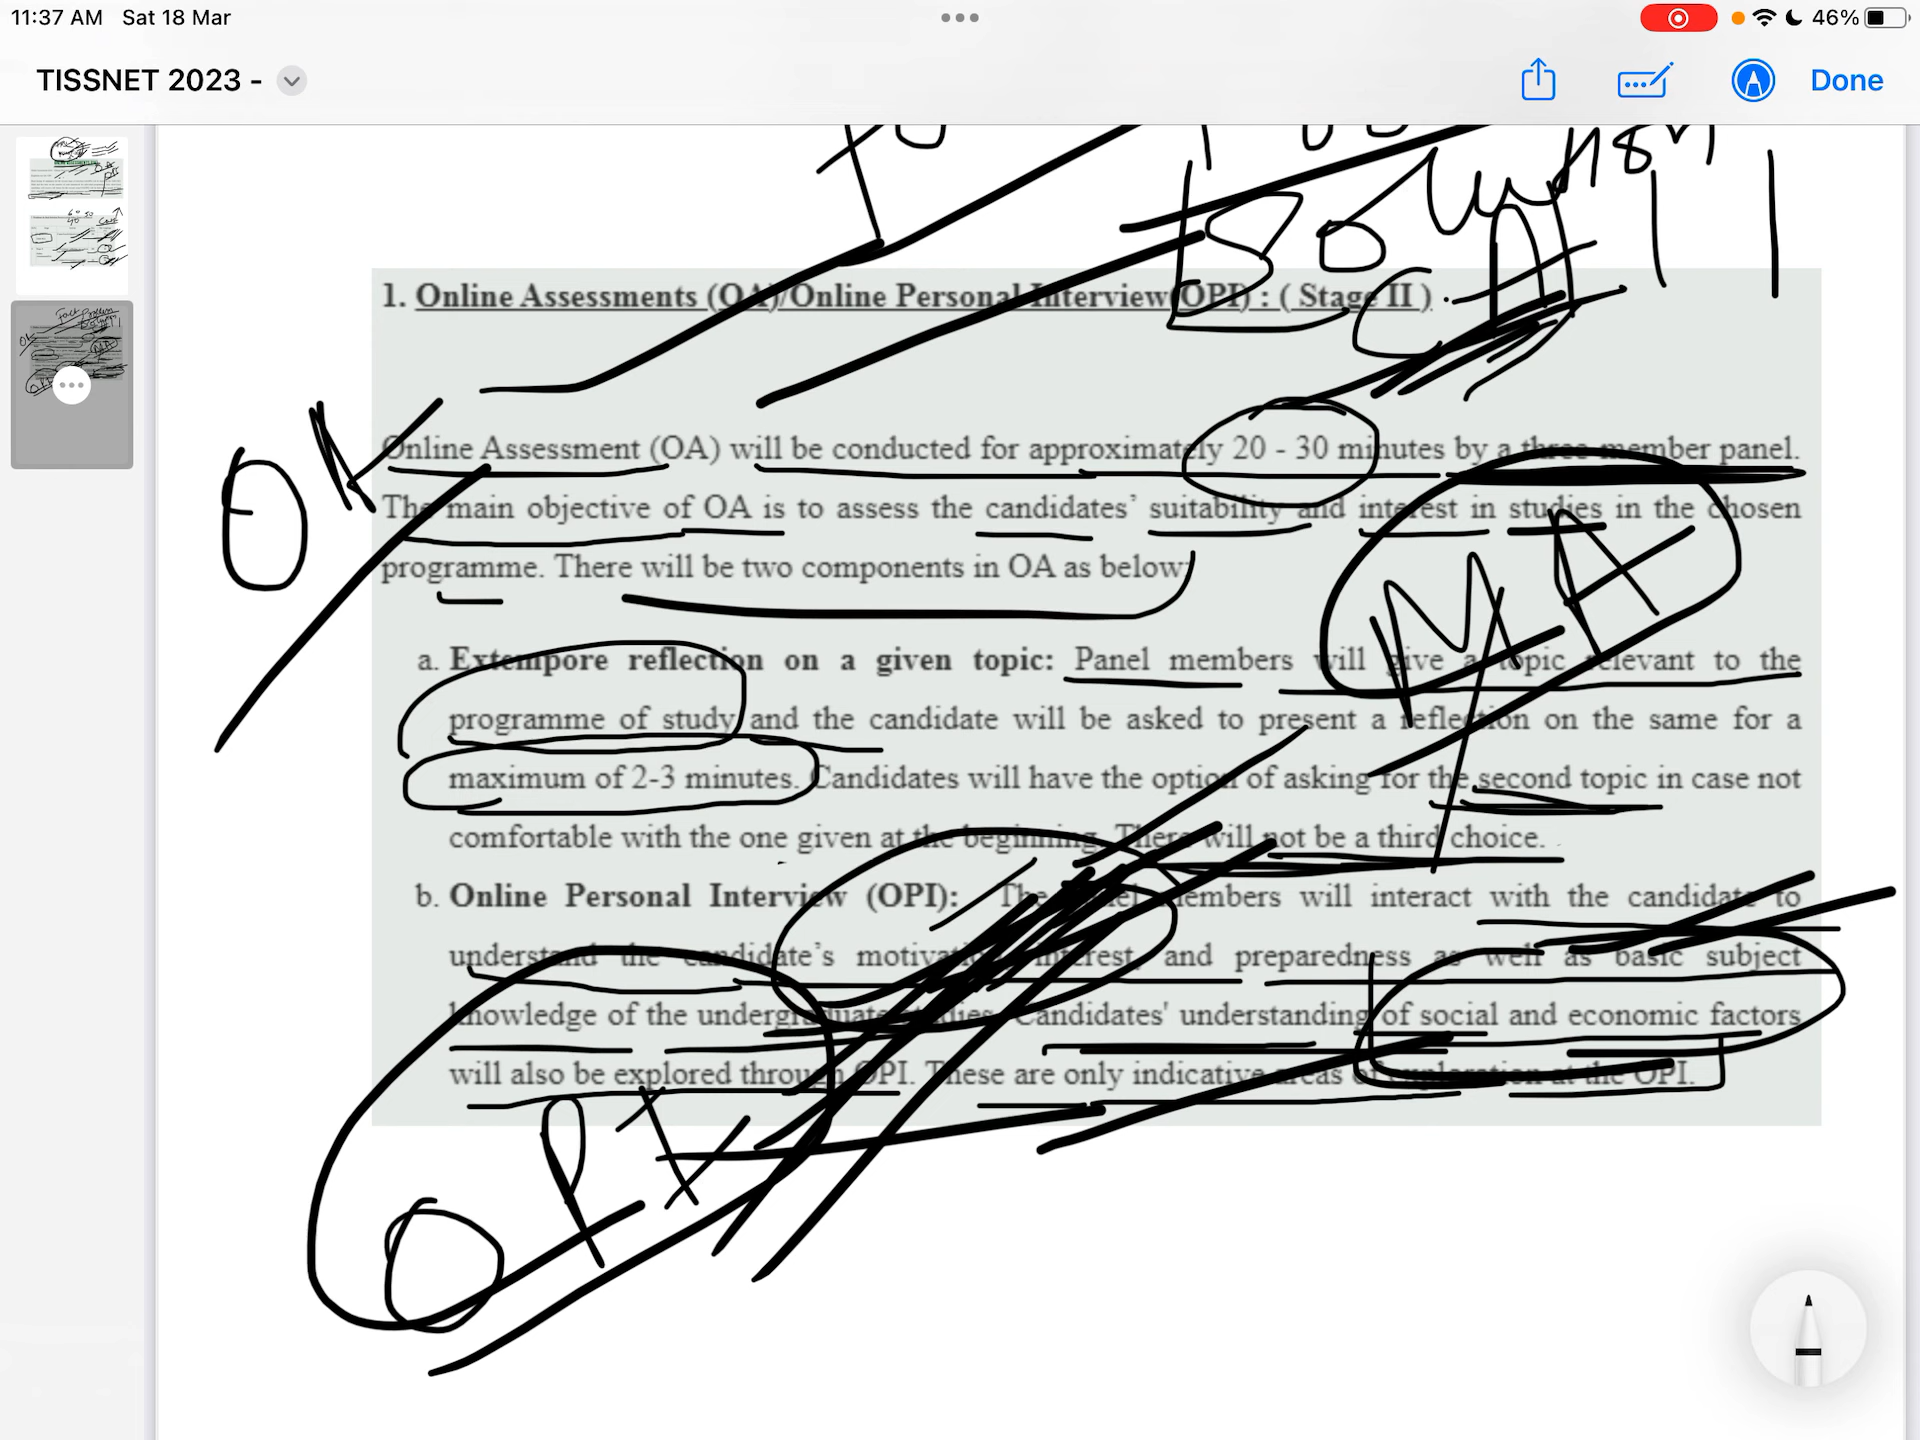 11:37 AM Sat 18 Mar
46%
TISSNET 2023 -
Done
1. Online Assessments (OA)/Online Personal Interview(OPI) : ( Stage II )
Online Assessment (OA) will be conducted for approximately 20 - 30 minutes by a three member panel.
The main objective of OA is to assess the candidates' suitability and interest in studies in the chosen
programme. There will be two components in OA as below:
MA
a. Extempore reflection on a given topic: Panel members will give a topic relevant to the
programme of study and the candidate will be asked to present a reflection on the same for a
maximum of 2-3 minutes. Candidates will have the option of asking for the second topic in case not
comfortable with the one given at the beginning. There will not be a third choice.
b. Online Personal Interview (OPI): The panel members will interact with the candidate to
understand the candidate's motivation, interest, and preparedness as well as basic subject
knowledge of the undergraduate studies. Candidates' understanding of social and economic factors
will also be explored through OPI. These are only indicative areas of exploration at the OPI.
OPI